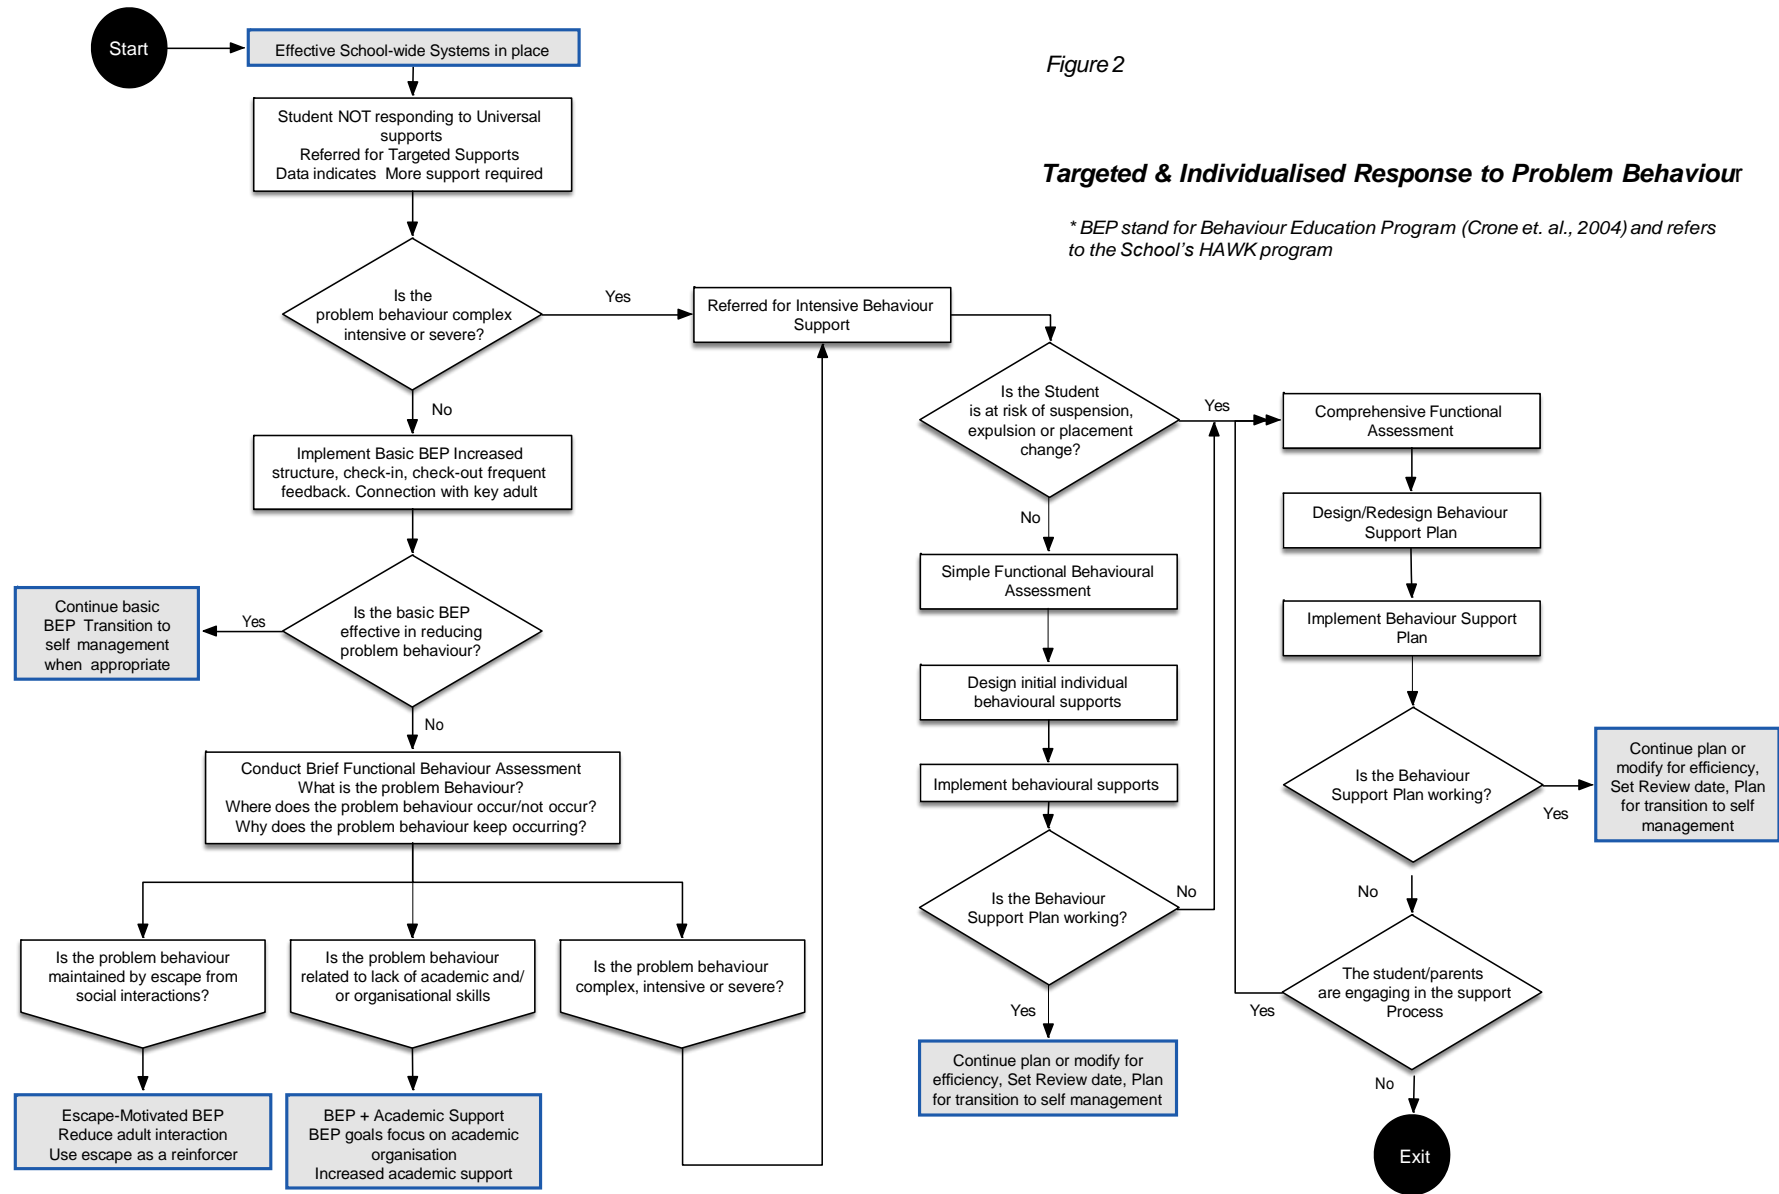 Start
Effective School-wide Systems in place
Figure 2
Student NOT responding to Universal
supports
Referred for Targeted Supports
Data indicates More support required
Targeted & Individualised Response to Problem Behaviour
* BEP stand for Behaviour Education Program (Crone et. al., 2004) and refers
to the School's HAWK program
Is the
problem behaviour complex
intensive or severe?
Yes
No
Referred for Intensive Behaviour
Support
Is the Student
is at risk of suspension,
expulsion or placement
change?
Yes
No
Comprehensive Functional
Assessment
Implement Basic BEP Increased
structure, check-in, check-out frequent
feedback. Connection with key adult
Design/Redesign Behaviour
Support Plan
Simple Functional Behavioural
Assessment
Implement Behaviour Support
Plan
Continue basic
BEP Transition to
self management
when appropriate
Yes
Is the basic BEP
effective in reducing
problem behaviour?
No
Design initial individual
behavioural supports
Implement behavioural supports
Is the Behaviour
Support Plan working?
Yes
Continue plan or
modify for efficiency,
Set Review date, Plan
for transition to self
management
No
Conduct Brief Functional Behaviour Assessment
What is the problem Behaviour?
Where does the problem behaviour occur/not occur?
Why does the problem behaviour keep occurring?
Is the Behaviour
Support Plan working?
No
Yes
Is the problem behaviour
maintained by escape from
social interactions?
Is the problem behaviour
related to lack of academic and/
or organisational skills
Is the problem behaviour
complex, intensive or severe?
The student/parents
are engaging in the support
Process
Yes
No
Continue plan or modify for
efficiency, Set Review date, Plan
for transition to self management
Escape-Motivated BEP
Reduce adult interaction
Use escape as a reinforcer
BEP + Academic Support
BEP goals focus on academic
organisation
Increased academic support
Exit